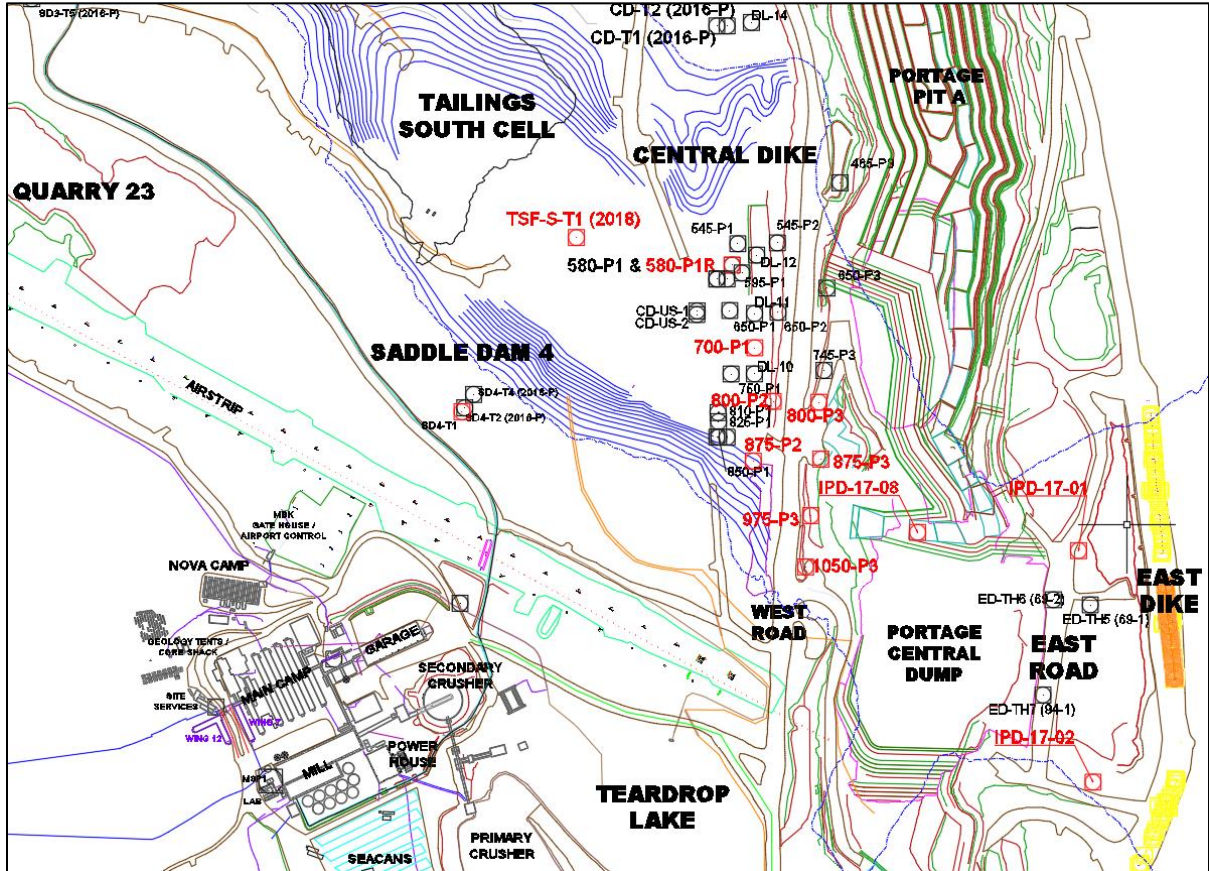 SD3-T5 (2016-P)
CD-T2 (2016-P)
CD-T1 (2016-P)
DL-14
PORTAGE
PIT A
TAILINGS
SOUTH CELL
CENTRAL DIKE
465-P3
QUARRY 23
TSF-S-T1 (2018)
545-P1
545-P2
580-P1 & 580-P1R
DL-12
595-P1
650-P3
CD-US-1
CD-US-2
DL-11
650-P1
650-P2
SADDLE DAM 4
700-P1
DL-10
745-P3
760-P1
AIRSTRIP
SD4-T4 (2016-P)
SD4-T2 (2016-P)
SD4-T1
800-P2
800-P3
810-P1
825-P1
875-P2
850-P1
875-P3
IPD-17-08
IPD-17-01
975-P3
1050-P3
MBK
GATE HOUSE /
AIRPORT CONTROL
NOVA CAMP
EAST
DIKE
ED-TH6 (69-2)
ED-TH5 (69-1)
WEST
ROAD
PORTAGE
CENTRAL
DUMP
EAST
ROAD
GEOLOGY TENTS /
CORE SHACK
GARAGE
MAIN CAMP
SECONDARY
CRUSHER
SITE
SERVICES
WING 12
ED-TH7 (94-1)
IPD-17-02
POWER
HOUSE
MILL
LAB
TEARDROP
LAKE
PRIMARY
CRUSHER
SEACANS